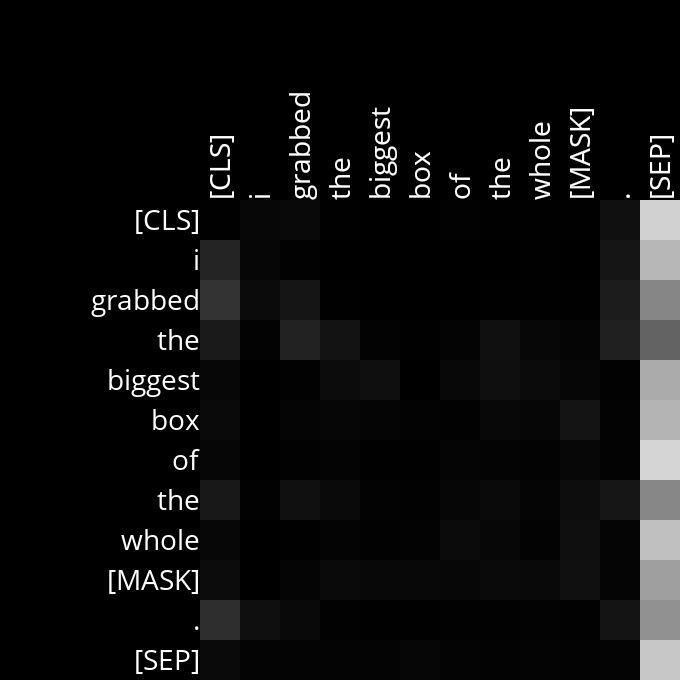 [CLS] i grabbed the biggest box of the whole [MASK] . [SEP]
[CLS]
i
grabbed
the
biggest
box
of
the
whole
[MASK]
.
[SEP]